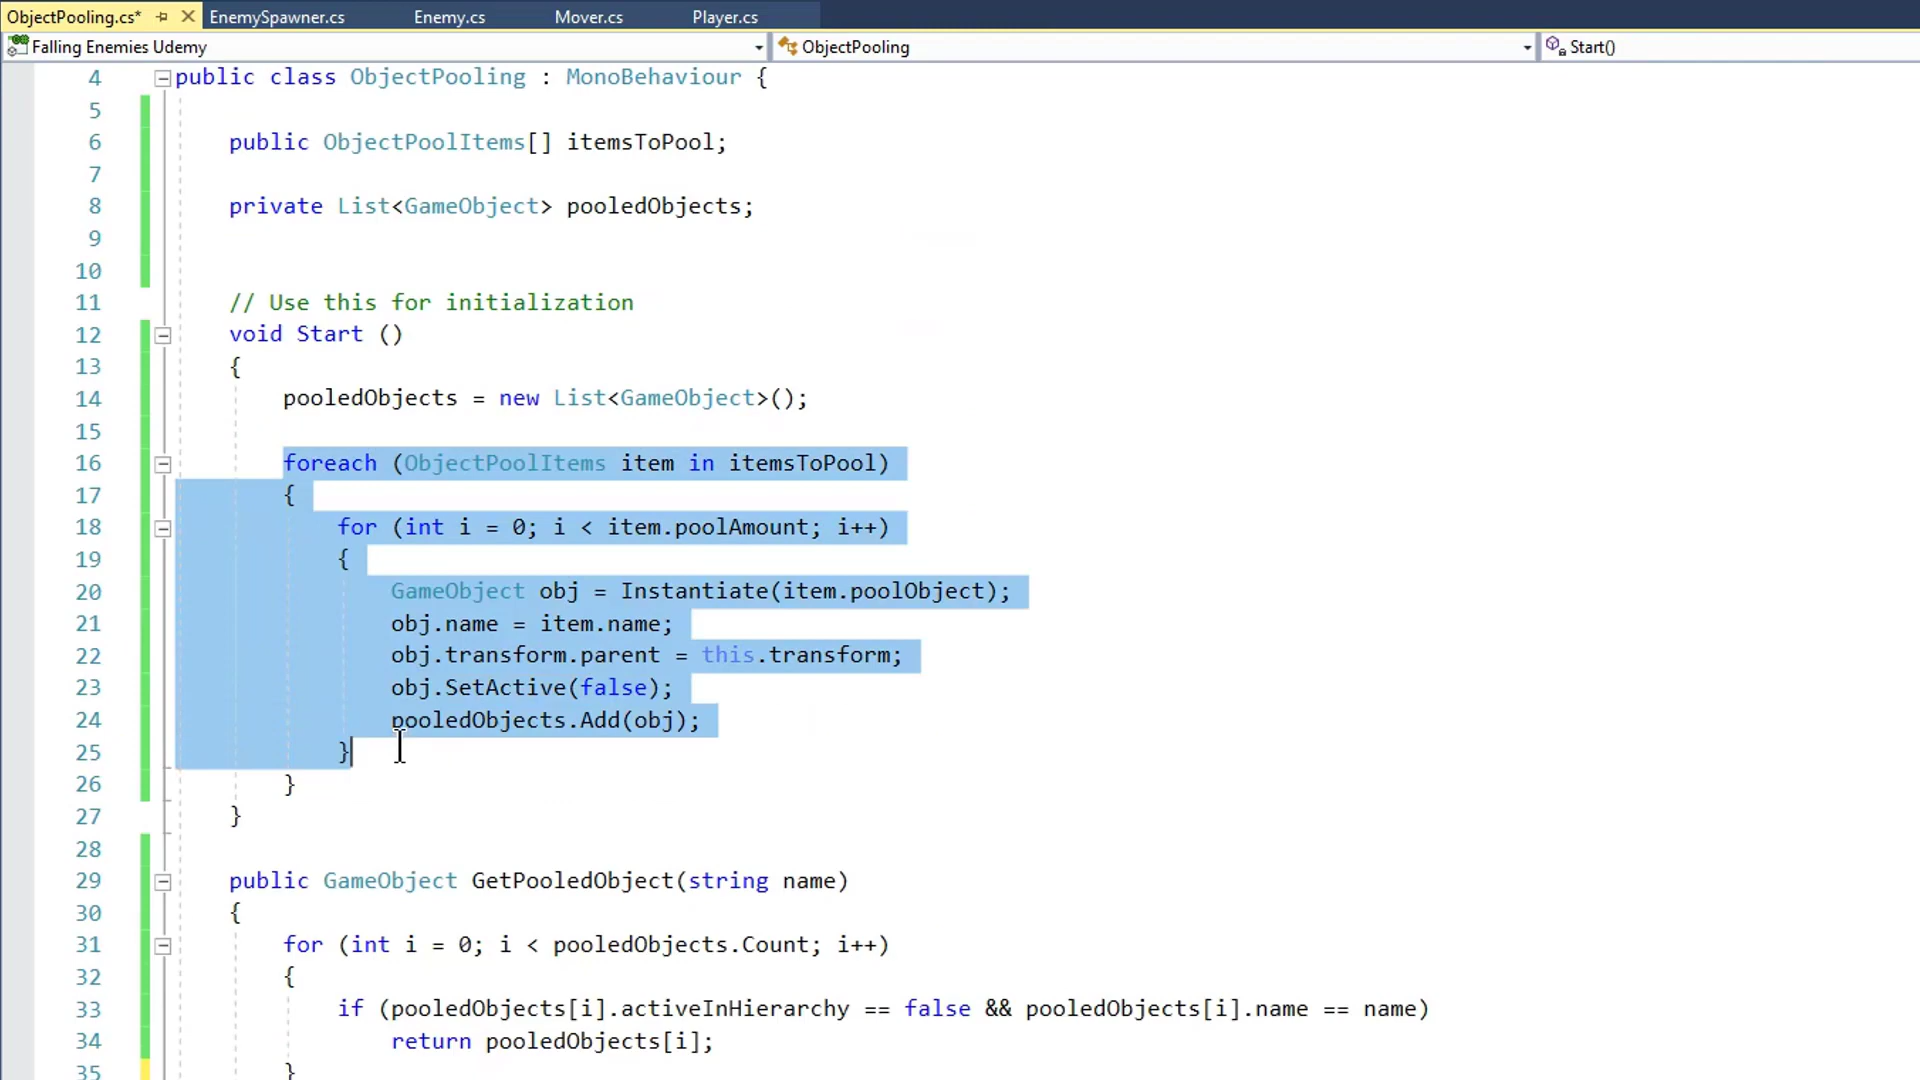 ObjectPooling.cs* EnemySpawner.cs Enemy.cs Mover.cs Player.cs
Falling Enemies Udemy ObjectPooling Start()
4 public class ObjectPooling : MonoBehaviour {
5
6 public ObjectPoolItems[] itemsToPool;
7
8 private List<GameObject> pooledObjects;
9
10
11 // Use this for initialization
12 void Start ()
13 {
14 pooledObjects = new List<GameObject>();
15
16 foreach (ObjectPoolItems item in itemsToPool)
17 {
18 for (int i = 0; i < item.poolAmount; i++)
19 {
20 GameObject obj = Instantiate(item.poolObject);
21 obj.name = item.name;
22 obj.transform.parent = this.transform;
23 obj.SetActive(false);
24 pooledObjects.Add(obj);
25 }
26 }
27 }
28
29 public GameObject GetPooledObject(string name)
30 {
31 for (int i = 0; i < pooledObjects.Count; i++)
32 {
33 if (pooledObjects[i].activeInHierarchy == false && pooledObjects[i].name == name)
34 return pooledObjects[i];
35 }